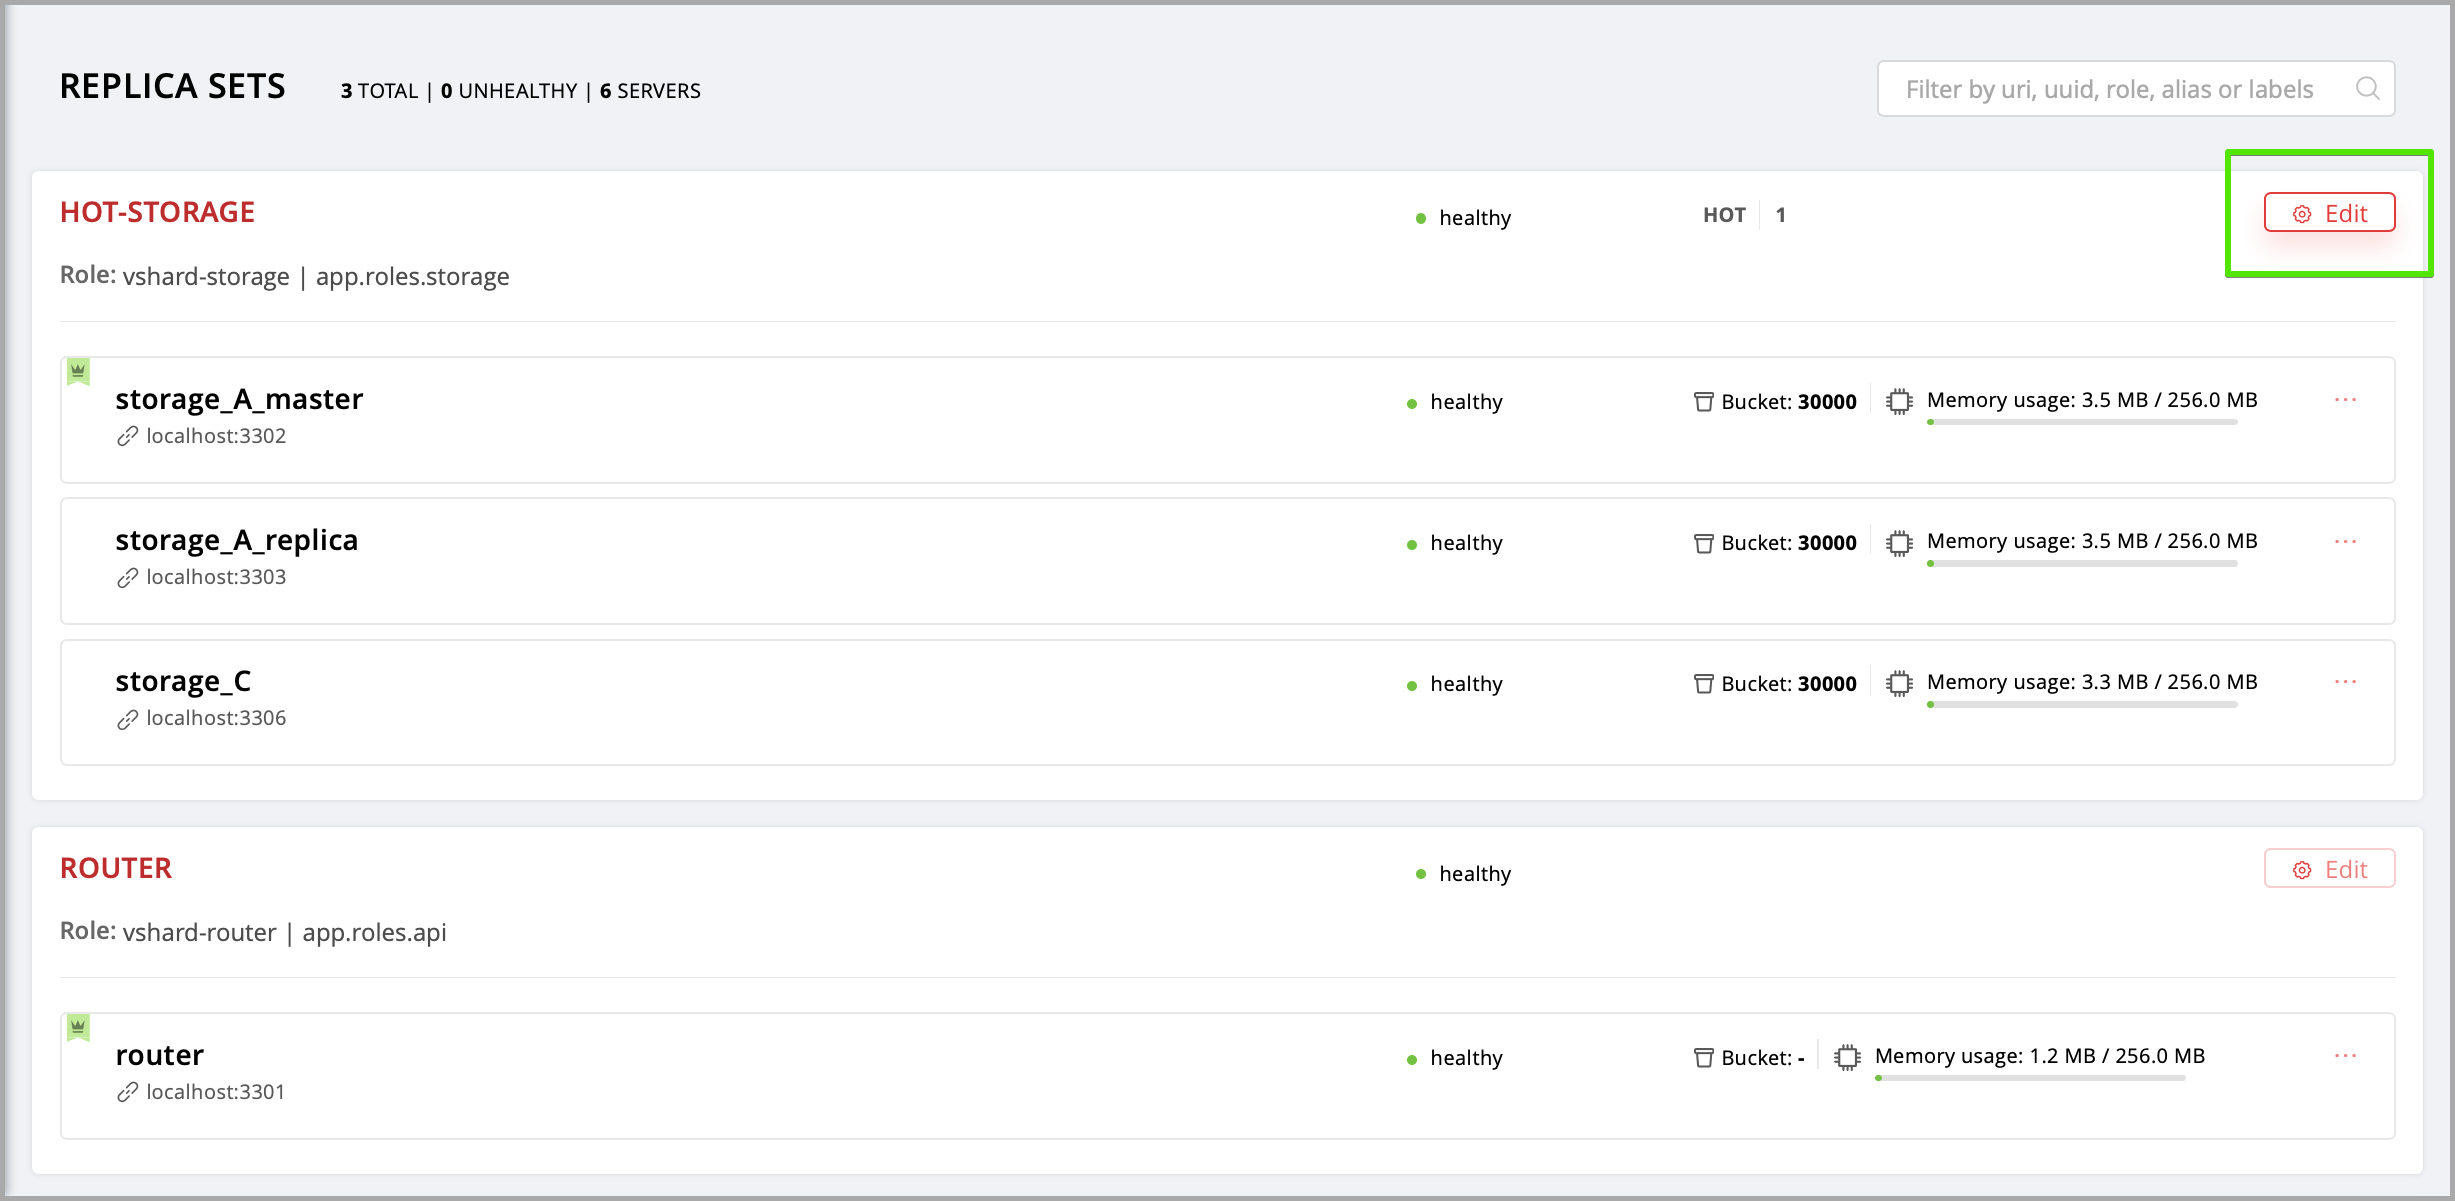 REPLICA SETS 3 TOTAL | 0 UNHEALTHY | 6 SERVERS Filter by uri, uuid, role, alias or labels
HOT-STORAGE healthy HOT 1 Edit
Role: vshard-storage | app.roles.storage
storage_A_master healthy Bucket: 30000 Memory usage: 3.5 MB / 256.0 MB ...
localhost:3302
storage_A_replica healthy Bucket: 30000 Memory usage: 3.5 MB / 256.0 MB ...
localhost:3303
storage_C healthy Bucket: 30000 Memory usage: 3.3 MB / 256.0 MB ...
localhost:3306
ROUTER healthy Edit
Role: vshard-router | app.roles.api
router healthy Bucket: - Memory usage: 1.2 MB / 256.0 MB ...
localhost:3301